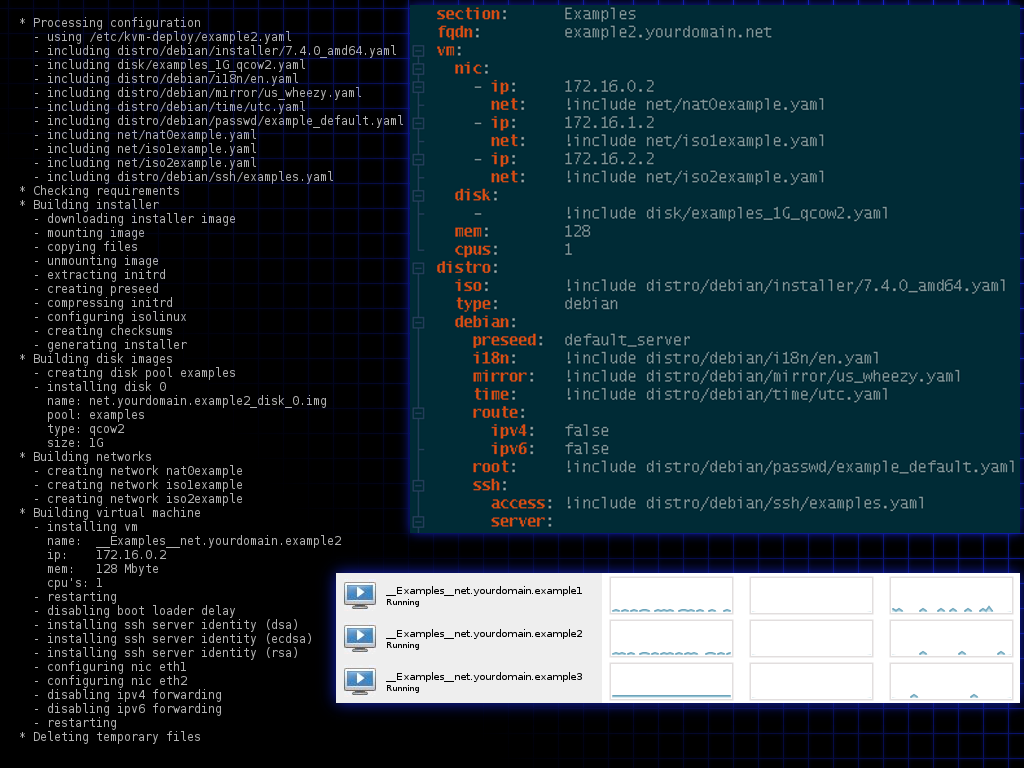 * Processing configuration
- using /etc/kvm-deploy/example2.yaml
- including distro/debian/installer/7.4.0_amd64.yaml
- including disk/examples_1G_qcow2.yaml
- including distro/debian/i18n/en.yaml
- including distro/debian/mirror/us_wheezy.yaml
- including distro/debian/time/utc.yaml
- including distro/debian/passwd/example_default.yaml
- including net/nat0example.yaml
- including net/iso1example.yaml
- including net/iso2example.yaml
- including distro/debian/ssh/examples.yaml
* Checking requirements
* Building installer
- downloading installer image
- mounting image
- copying files
- unmounting image
- extracting initrd
- creating preseed
- compressing initrd
- configuring isolinux
- creating checksums
- generating installer
* Building disk images
- creating disk pool examples
- installing disk 0
name: net.yourdomain.example2_disk_0.img
pool: examples
type: qcow2
size: 1G
* Building networks
- creating network nat0example
- creating network iso1example
- creating network iso2example
* Building virtual machine
- installing vm
name: __Examples__net.yourdomain.example2
ip: 172.16.0.2
mem: 128 Mbyte
cpu's: 1
- restarting
- disabling boot loader delay
- installing ssh server identity (dsa)
- installing ssh server identity (ecdsa)
- installing ssh server identity (rsa)
- configuring nic eth1
- configuring nic eth2
- disabling ipv4 forwarding
- disabling ipv6 forwarding
- restarting
* Deleting temporary files
section: Examples
fqdn: example2.yourdomain.net
vm:
nic:
- ip: 172.16.0.2
net: !include net/nat0example.yaml
- ip: 172.16.1.2
net: !include net/iso1example.yaml
- ip: 172.16.2.2
net: !include net/iso2example.yaml
disk:
- !include disk/examples_1G_qcow2.yaml
mem: 128
cpus: 1
distro:
iso: !include distro/debian/installer/7.4.0_amd64.yaml
type: debian
debian:
preseed: default_server
i18n: !include distro/debian/i18n/en.yaml
mirror: !include distro/debian/mirror/us_wheezy.yaml
time: !include distro/debian/time/utc.yaml
route:
ipv4: false
ipv6: false
root: !include distro/debian/passwd/example_default.yaml
ssh:
access: !include distro/debian/ssh/examples.yaml
server:
__Examples__net.yourdomain.example1
Running
__Examples__net.yourdomain.example2
Running
__Examples__net.yourdomain.example3
Running